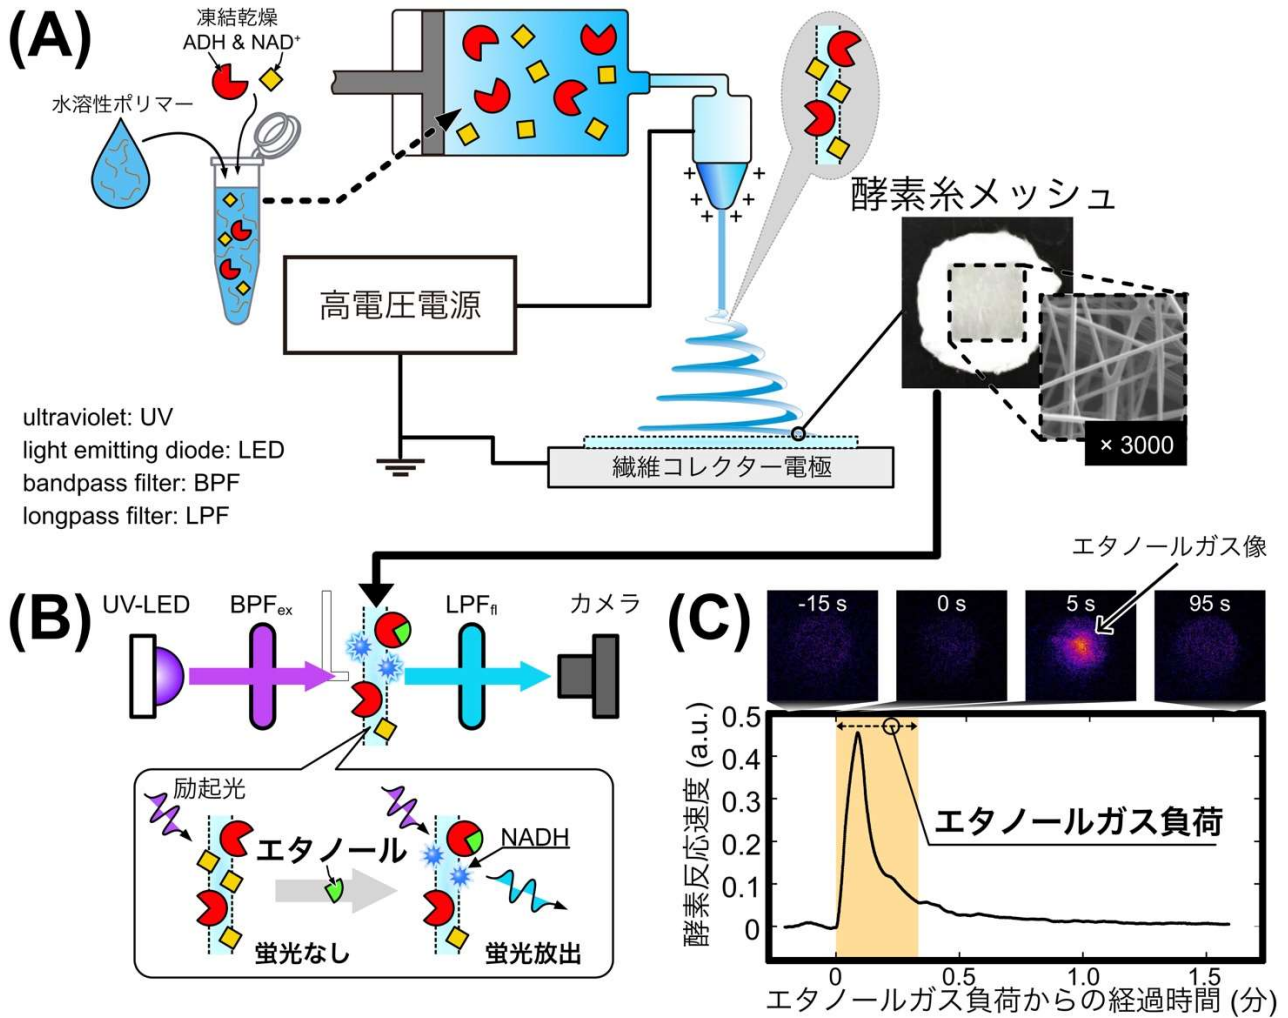 (A)
凍結乾燥
ADH & NAD⁺
水溶性ポリマー
酵素糸メッシュ
高電圧電源
× 3000
繊維コレクター電極
ultraviolet: UV
light emitting diode: LED
bandpass filter: BPF
longpass filter: LPF
(B)
UV-LED
BPFex
LPFfl
カメラ
励起光
エタノール
NADH
蛍光なし
蛍光放出
(C)
エタノールガス像
-15 s
0 s
5 s
95 s
酵素反応速度 (a.u.)
0.5
0.4
0.3
0.2
0.1
0
エタノールガス負荷
0
0.5
1.0
1.5
エタノールガス負荷からの経過時間 (分)
+ + + + + + + +